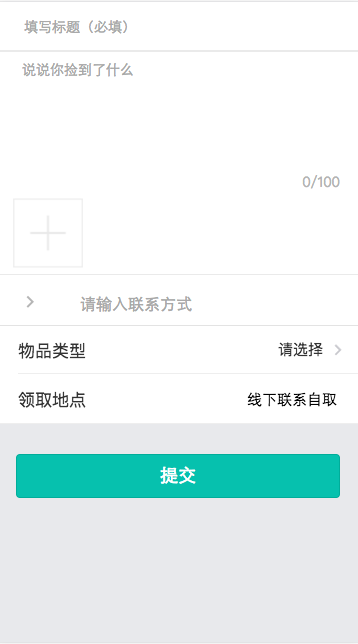 填写标题（必填）
说说你捡到了什么
0/100
请输入联系方式
物品类型 请选择
领取地点 线下联系自取
提交